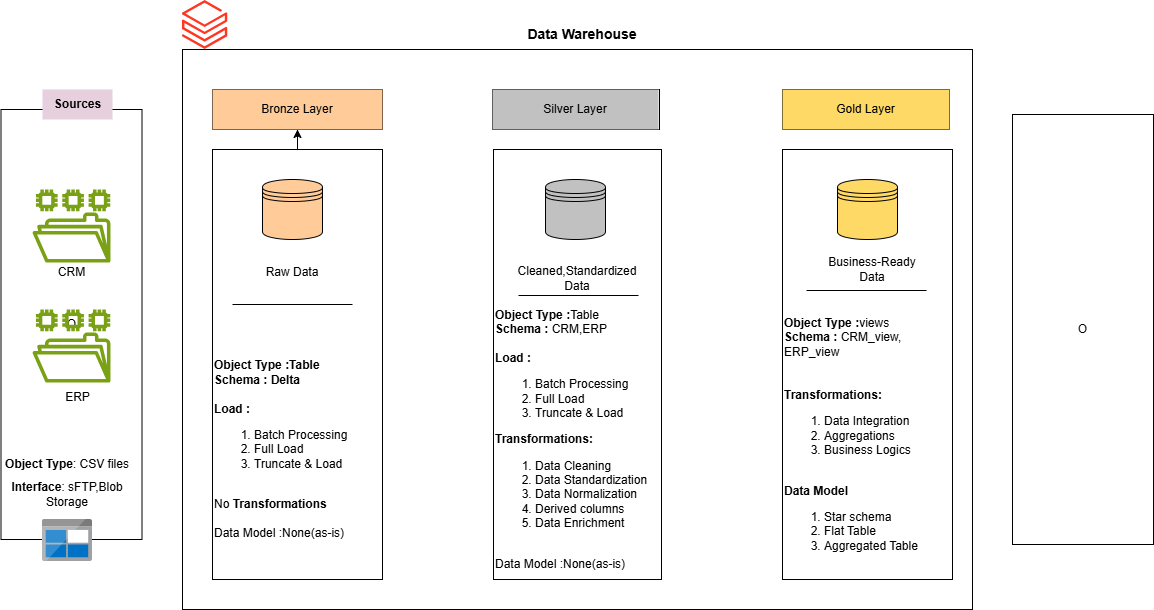 Data Warehouse
Sources
CRM
ERP
Object Type: CSV files
Interface: sFTP,Blob
Storage
Bronze Layer
Raw Data
Object Type :Table
Schema : Delta
Load :
1. Batch Processing
2. Full Load
3. Truncate & Load
No Transformations
Data Model :None(as-is)
Silver Layer
Cleaned,Standardized
Data
Object Type :Table
Schema : CRM,ERP
Load :
1. Batch Processing
2. Full Load
3. Truncate & Load
Transformations:
1. Data Cleaning
2. Data Standardization
3. Data Normalization
4. Derived columns
5. Data Enrichment
Data Model :None(as-is)
Gold Layer
Business-Ready
Data
Object Type :views
Schema : CRM_view,
ERP_view
Transformations:
1. Data Integration
2. Aggregations
3. Business Logics
Data Model
1. Star schema
2. Flat Table
3. Aggregated Table
O